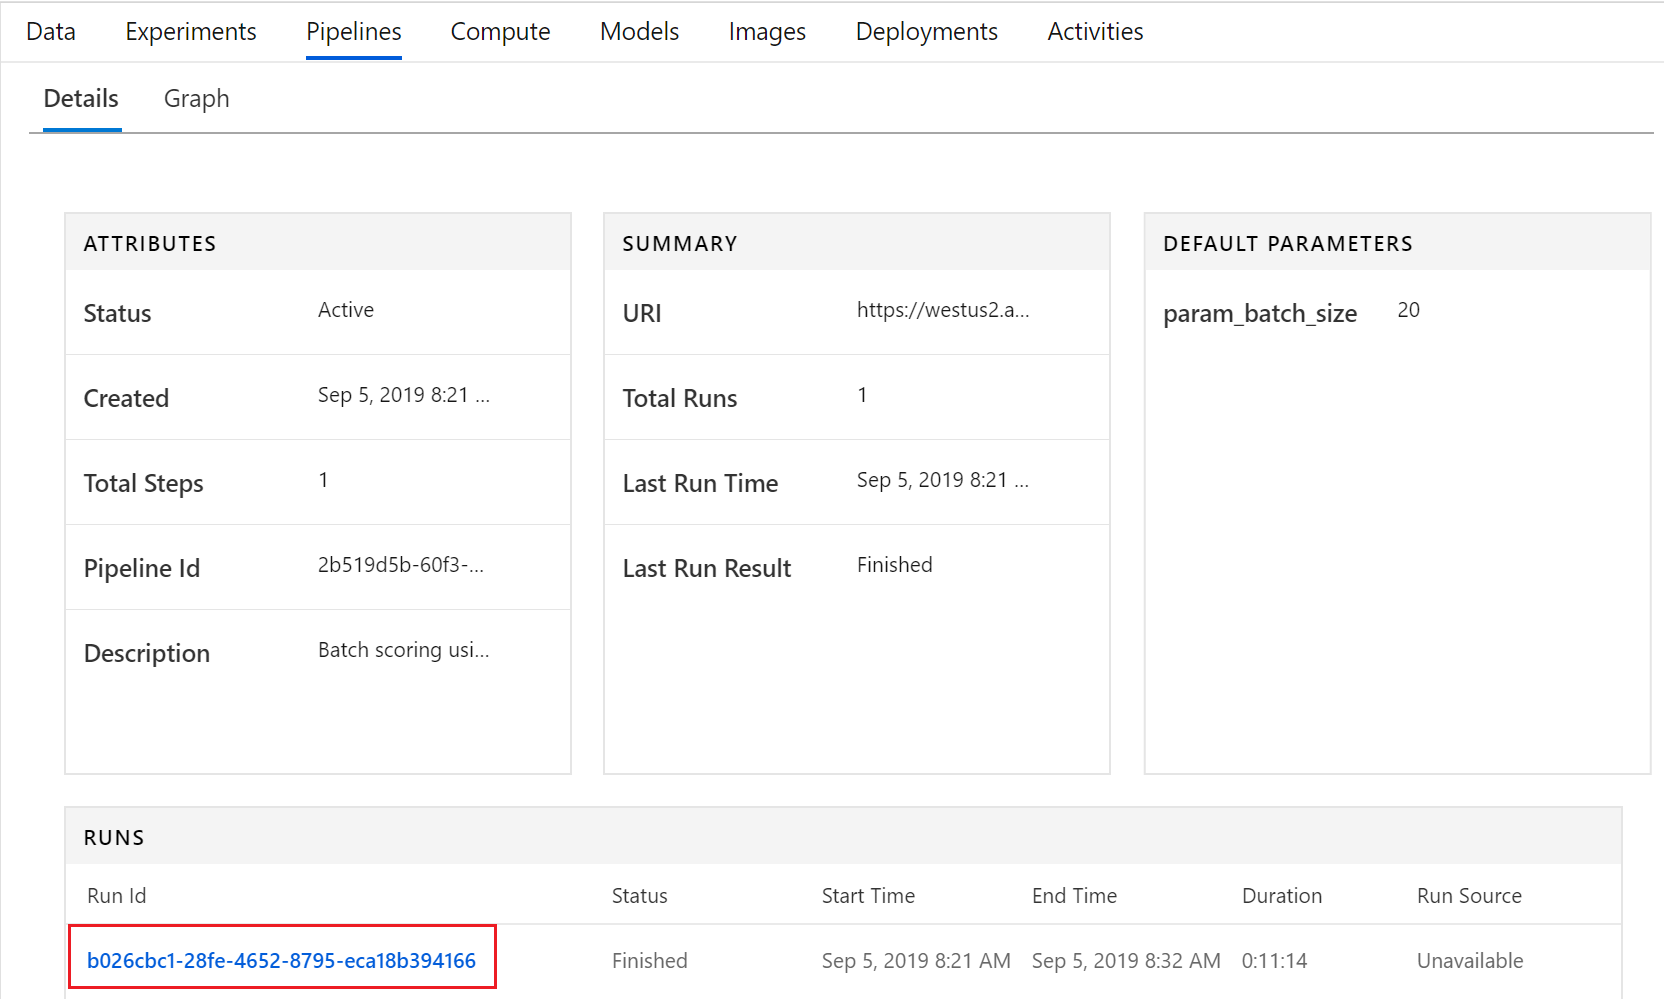 Data Experiments Pipelines Compute Models Images Deployments Activities
Details Graph
ATTRIBUTES
Status Active
Created Sep 5, 2019 8:21 ...
Total Steps 1
Pipeline Id 2b519d5b-60f3-...
Description Batch scoring usi...
SUMMARY
URI https://westus2.a...
Total Runs 1
Last Run Time Sep 5, 2019 8:21 ...
Last Run Result Finished
DEFAULT PARAMETERS
param_batch_size 20
RUNS
Run Id Status Start Time End Time Duration Run Source
b026cbc1-28fe-4652-8795-eca18b394166 Finished Sep 5, 2019 8:21 AM Sep 5, 2019 8:32 AM 0:11:14 Unavailable